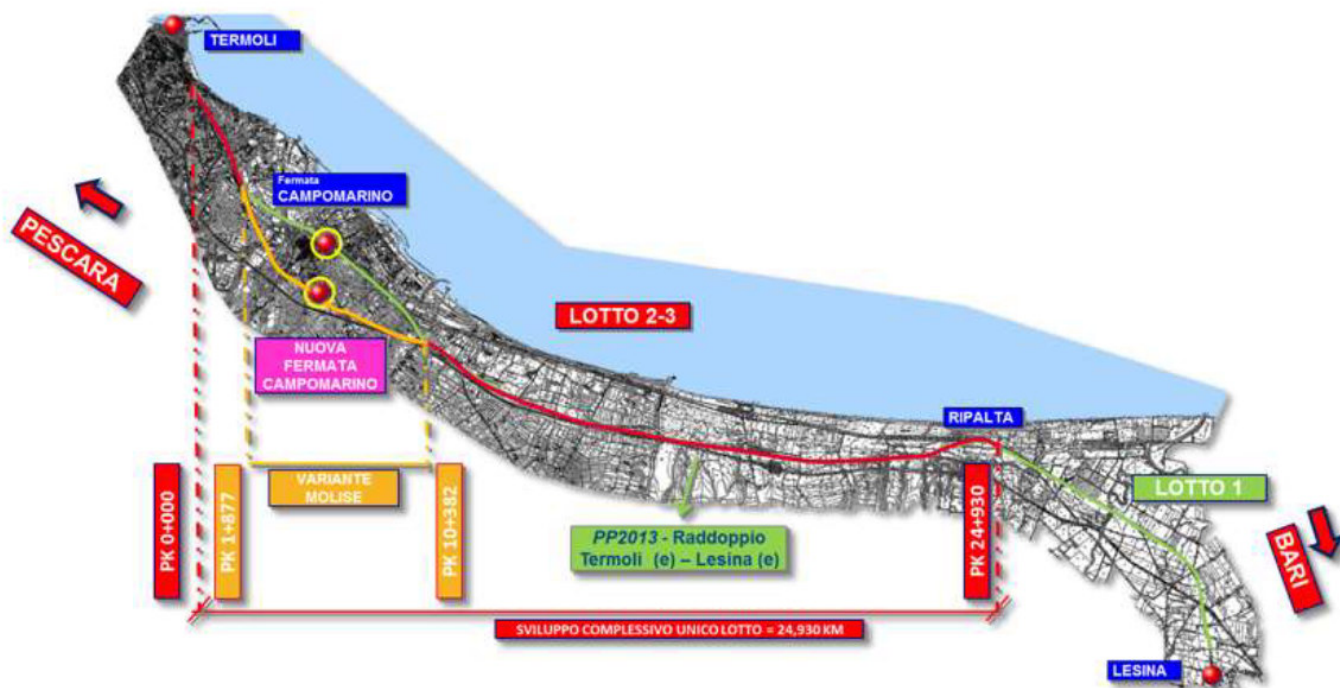 TERMOLI
Fermata
CAMPOMARINO
PESCARA
LOTTO 2-3
NUOVA
FERMATA
CAMPOMARINO
RIPALTA
VARIANTE
MOLISE
LOTTO 1
PK 0+000
PK 1+877
PK 10+382
PP2013 - Raddoppio
Termoli (e) – Lesina (e)
PK 24+930
BARI
SVILUPPO COMPLESSIVO UNICO LOTTO = 24,930 KM
LESINA